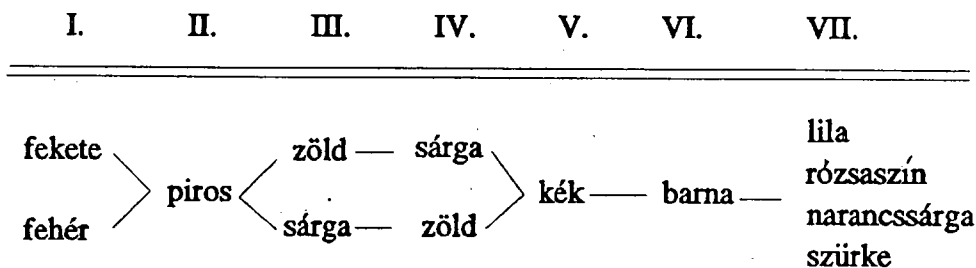 I. II. III. IV. V. VI. VII.
fekete zöld sárga lila
rózsaszín
piros kék barna
fehér sárga zöld narancssárga
szürke